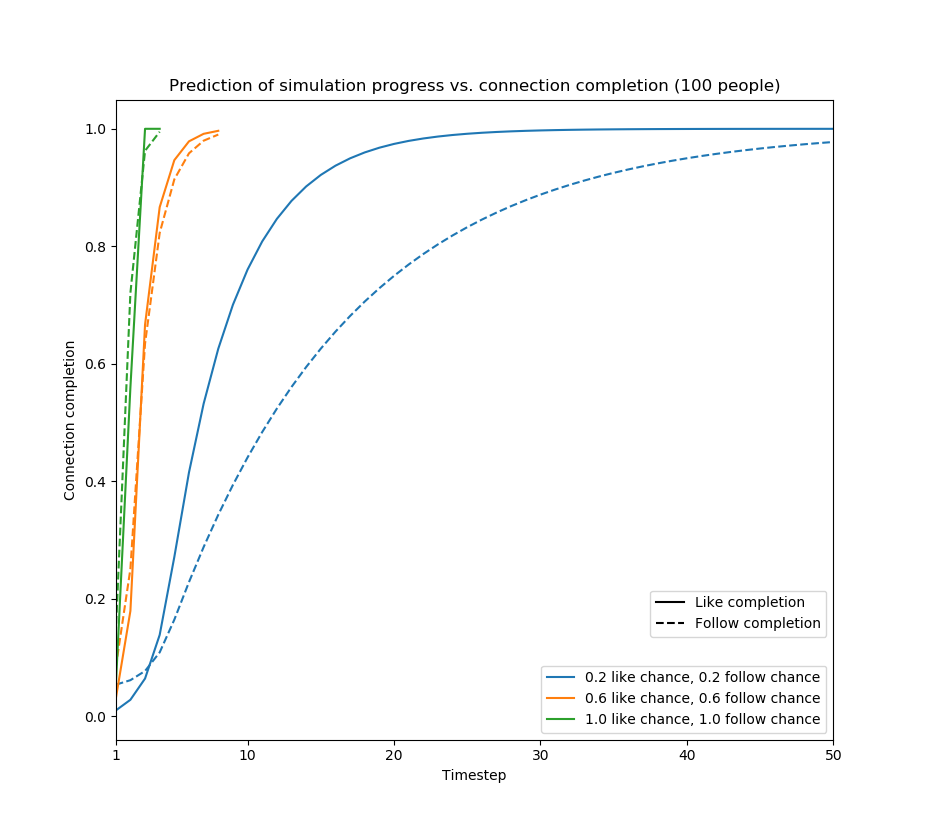 Prediction of simulation progress vs. connection completion (100 people)
1.0
0.8
0.6
0.4
0.2
0.0
Connection completion
Like completion
Follow completion
0.2 like chance, 0.2 follow chance
0.6 like chance, 0.6 follow chance
1.0 like chance, 1.0 follow chance
1 10 20 30 40 50
Timestep